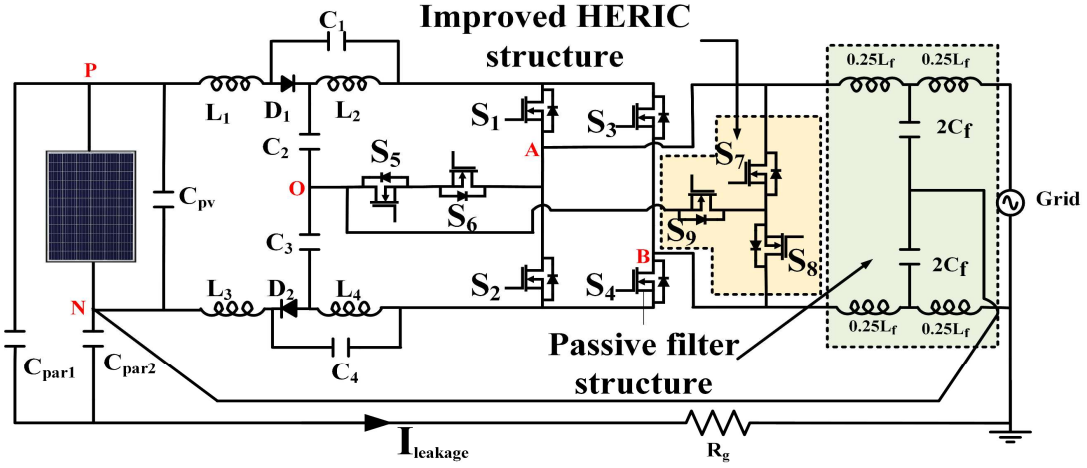 Improved HERIC
structure
C1
P
L1
D1
L2
0.25Lf
0.25Lf
S1
S3
C2
2Cf
A
S7
S5
O
Cpv
S6
Grid
C3
S9
B
S8
2Cf
L3
D2
L4
S2
S4
N
0.25Lf
0.25Lf
Passive filter
structure
Cpar1
Cpar2
C4
Ileakage
Rg